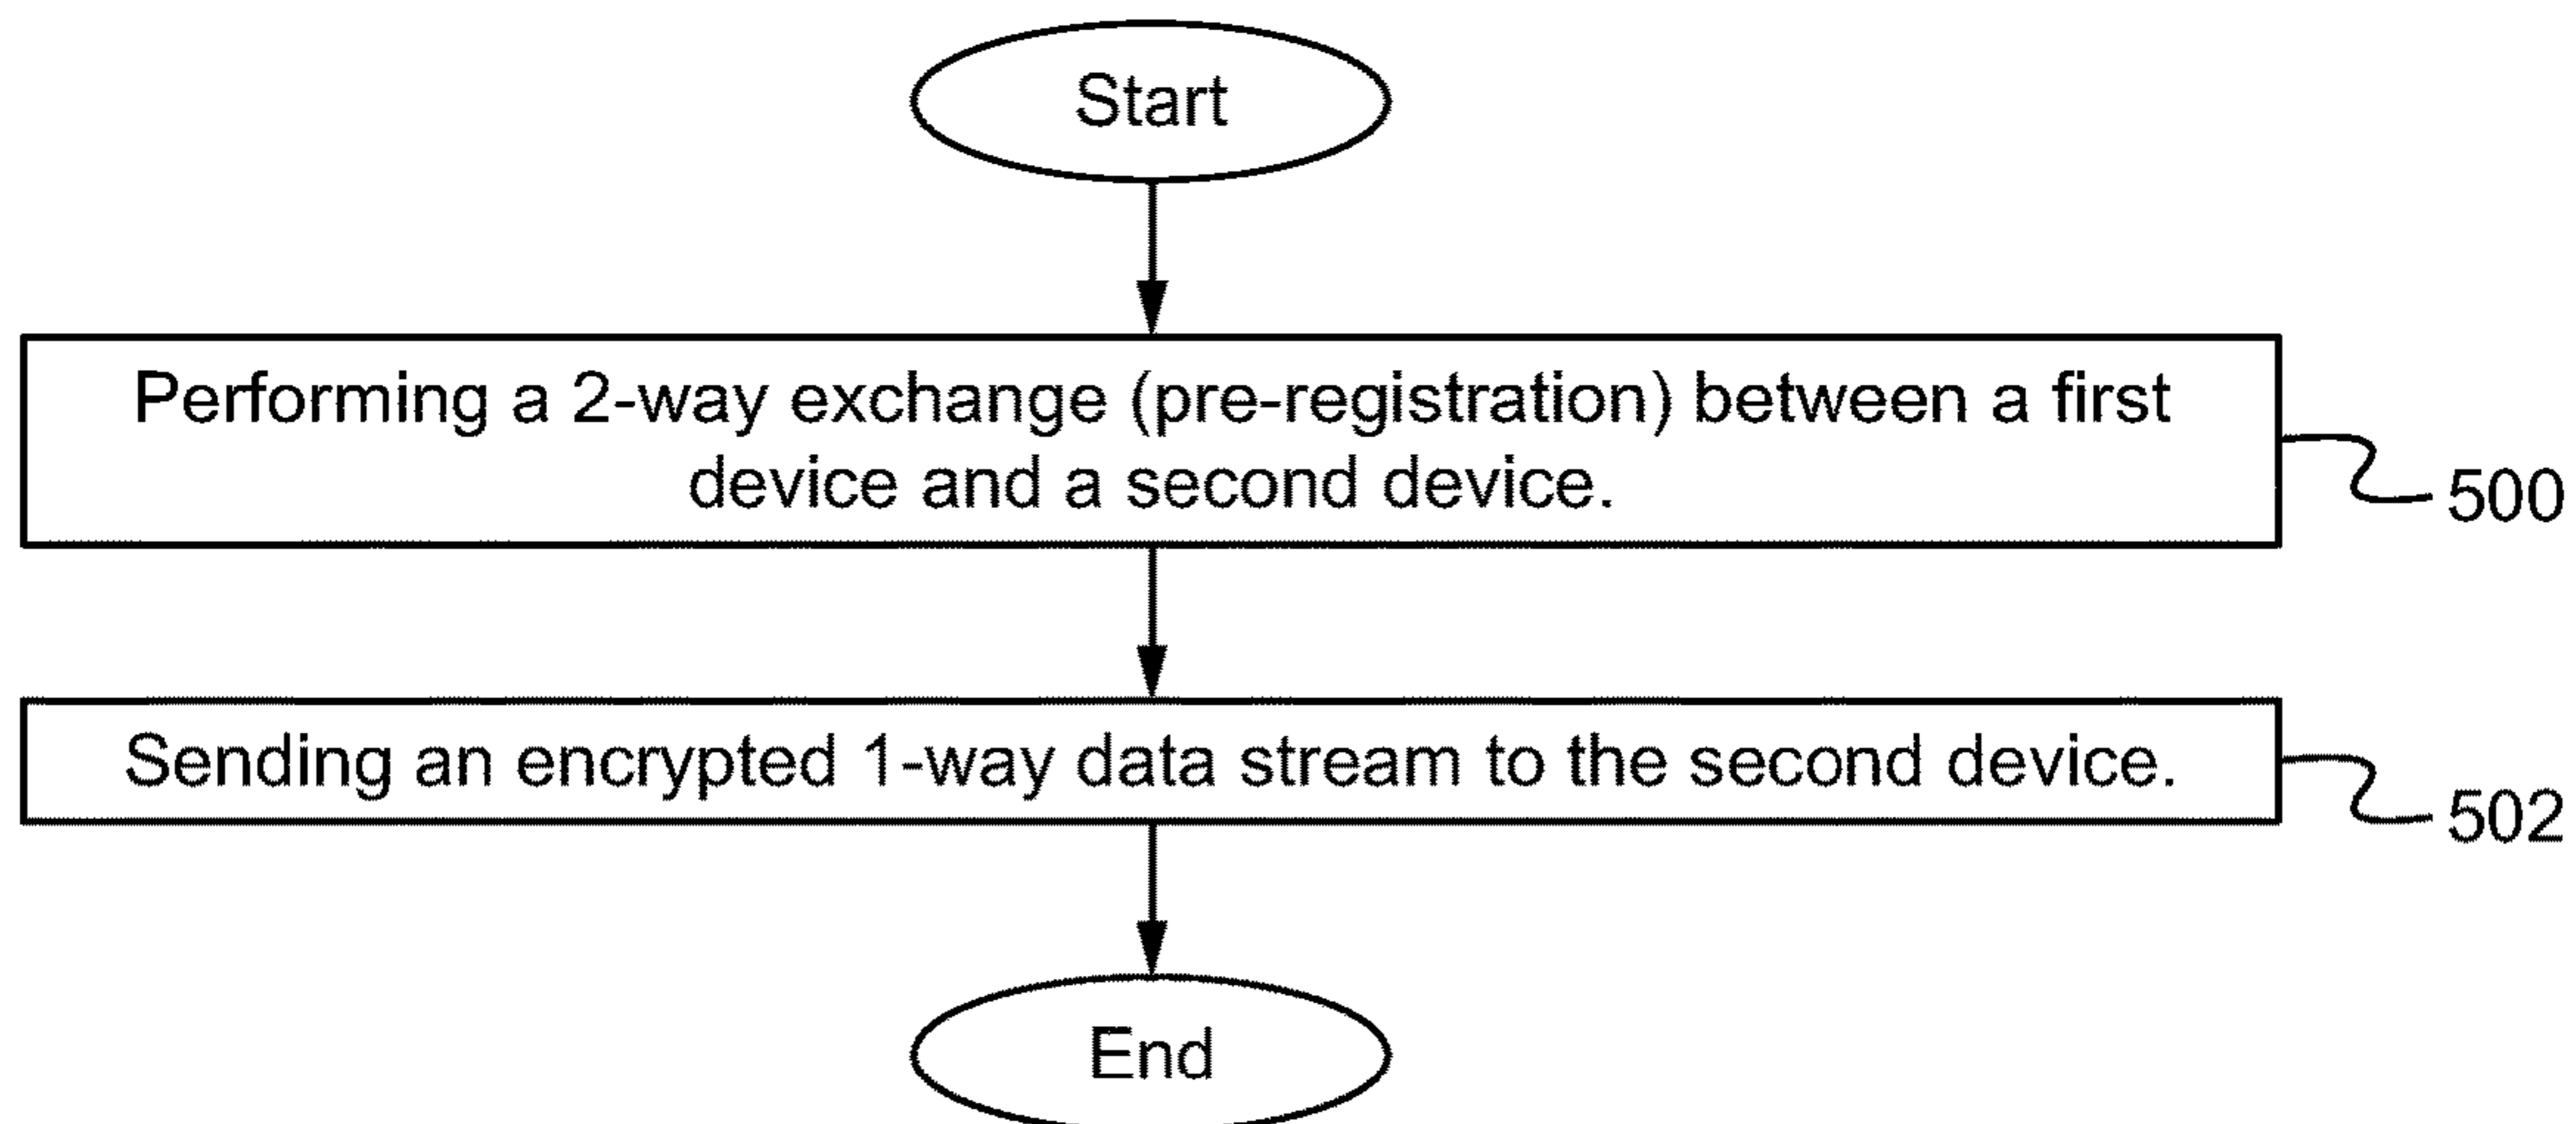 Start
Performing a 2-way exchange (pre-registration) between a first
device and a second device.
500
Sending an encrypted 1-way data stream to the second device.
502
End